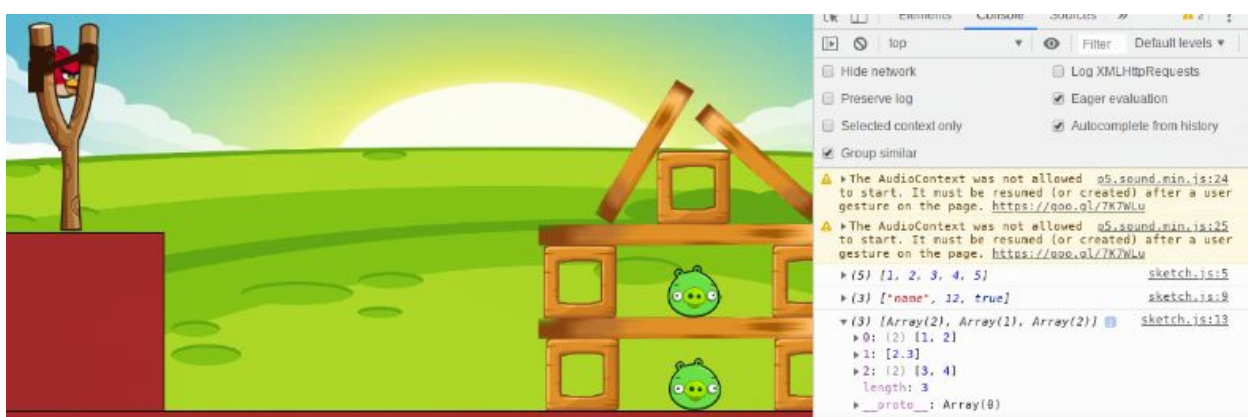 Elements Console Sources » 2
top Filter Default levels ▼
Hide network Log XMLHttpRequests
Preserve log Eager evaluation
Selected context only Autocomplete from history
Group similar
▸The AudioContext was not allowed p5.sound.min.js:24
to start. It must be resumed (or created) after a user
gesture on the page. https://goo.gl/7K7WLu
▸The AudioContext was not allowed p5.sound.min.js:25
to start. It must be resumed (or created) after a user
gesture on the page. https://goo.gl/7K7WLu
▸(5) [1, 2, 3, 4, 5] sketch.js:5
▸(3) ["name", 12, true] sketch.js:9
▾(3) [Array(2), Array(1), Array(2)] sketch.js:13
▸0: (2) [1, 2]
▸1: [2.3]
▸2: (2) [3, 4]
length: 3
▸__proto__: Array(0)